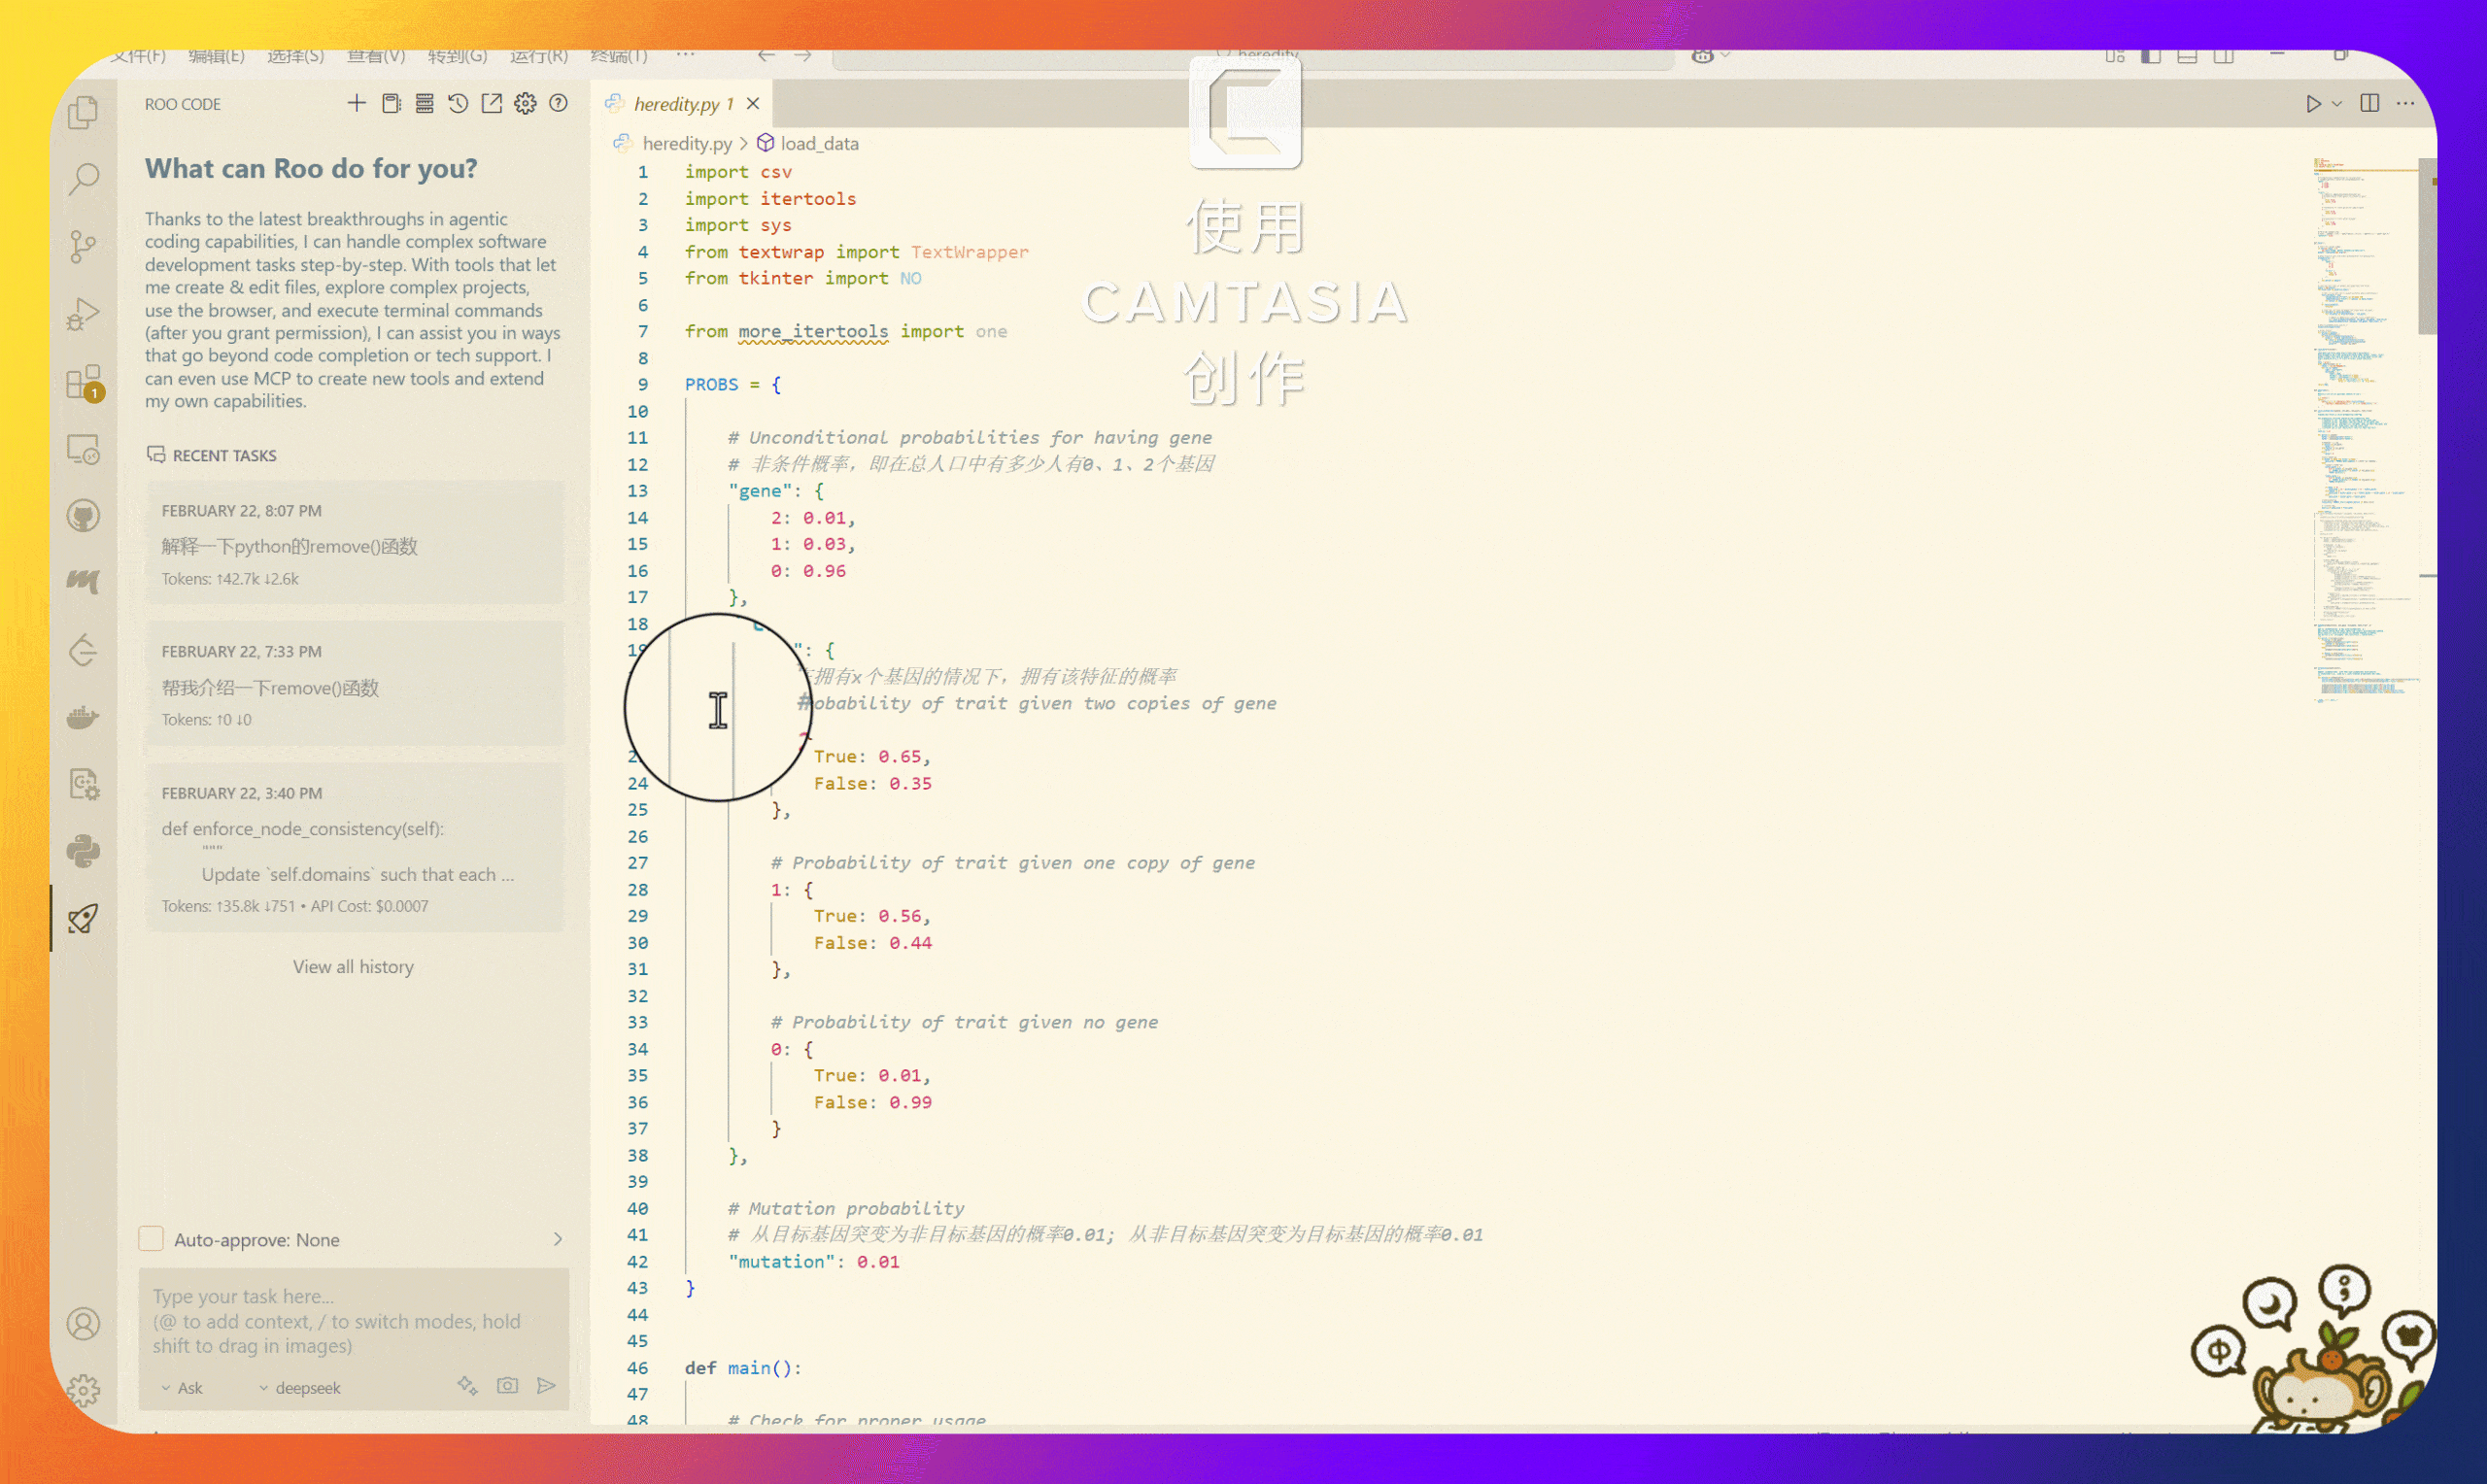 文件(F) 编辑(E) 选择(S) 查看(V) 转到(G) 运行(R) 终端(T) ···
heredity
ROO CODE
What can Roo do for you?
Thanks to the latest breakthroughs in agentic
coding capabilities, I can handle complex software
development tasks step-by-step. With tools that let
me create & edit files, explore complex projects,
use the browser, and execute terminal commands
(after you grant permission), I can assist you in ways
that go beyond code completion or tech support. I
can even use MCP to create new tools and extend
my own capabilities.
1
RECENT TASKS
FEBRUARY 22, 8:07 PM
解释一下python的remove()函数
Tokens: ↑42.7k ↓2.6k
FEBRUARY 22, 7:33 PM
帮我介绍一下remove()函数
Tokens: ↑0 ↓0
FEBRUARY 22, 3:40 PM
def enforce_node_consistency(self):
"""
Update `self.domains` such that each ...
Tokens: ↑35.8k ↓751 • API Cost: $0.0007
View all history
Auto-approve: None
Type your task here...
(@ to add context, / to switch modes, hold
shift to drag in images)
Ask
deepseek
heredity.py 1
heredity.py > load_data
使用
CAMTASIA
创作
1 import csv
2 import itertools
3 import sys
4 from textwrap import TextWrapper
5 from tkinter import NO
6
7 from more_itertools import one
8
9 PROBS = {
10
11 # Unconditional probabilities for having gene
12 # 非条件概率，即在总人口中有多少人有0、1、2个基因
13 "gene": {
14 2: 0.01,
15 1: 0.03,
16 0: 0.96
17 },
18
": {
拥有x个基因的情况下，拥有该特征的概率
#obability of trait given two copies of gene
True: 0.65,
24 False: 0.35
25 },
26
27 # Probability of trait given one copy of gene
28 1: {
29 True: 0.56,
30 False: 0.44
31 },
32
33 # Probability of trait given no gene
34 0: {
35 True: 0.01,
36 False: 0.99
37 }
38 },
39
40 # Mutation probability
41 # 从目标基因突变为非目标基因的概率0.01; 从非目标基因突变为目标基因的概率0.01
42 "mutation": 0.01
43 }
44
45
46 def main():
47
48 # Check for proper usage